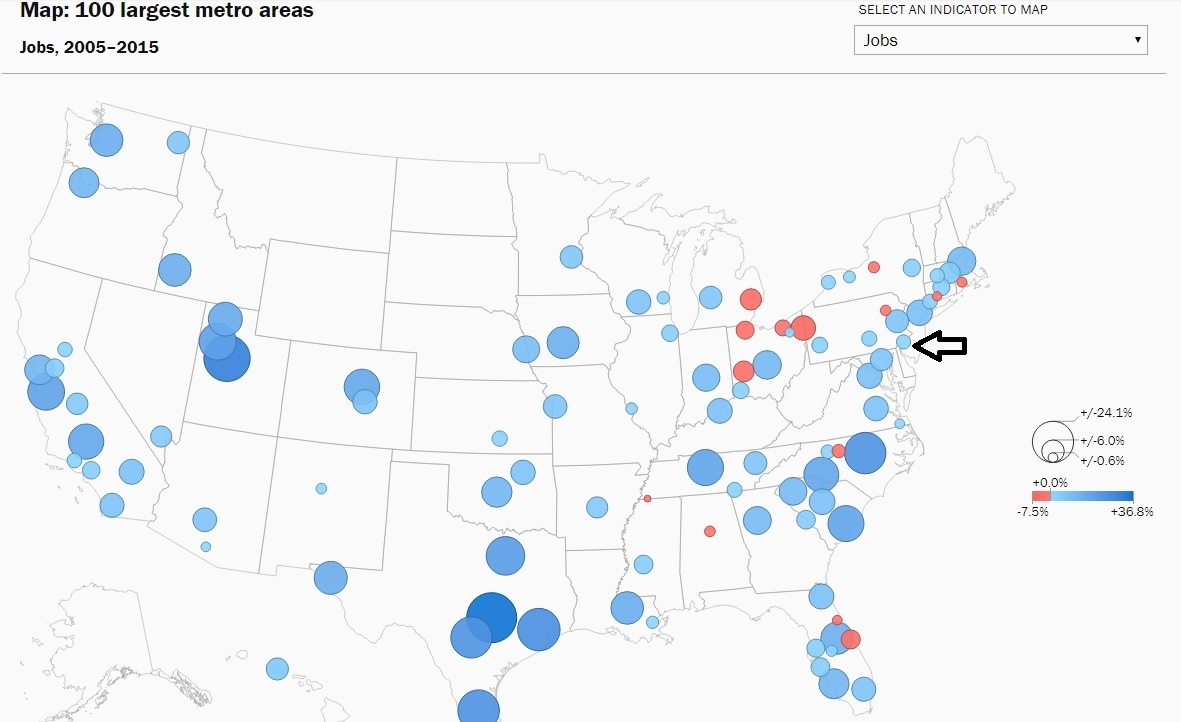 Map: 100 largest metro areas
SELECT AN INDICATOR TO MAP
Jobs, 2005–2015
Jobs
+/-24.1%
+/-6.0%
+/-0.6%
+0.0%
-7.5%
+36.8%